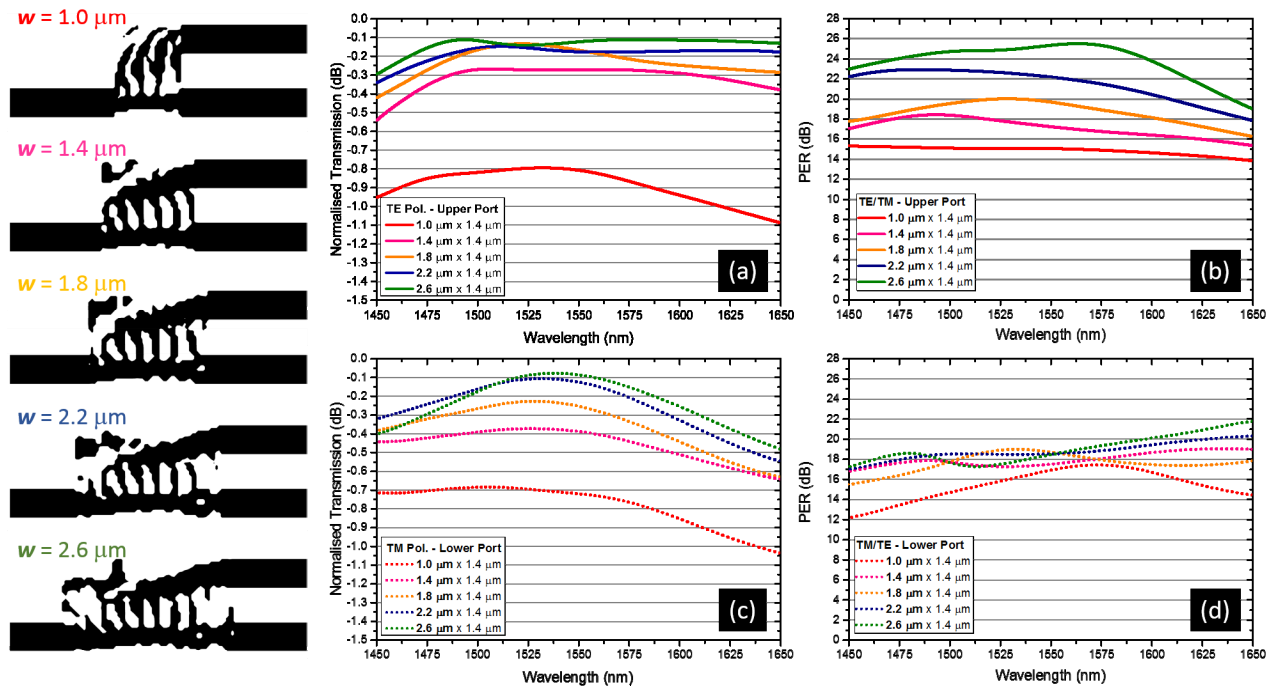 w = 1.0 µm
w = 1.4 µm
w = 1.8 µm
w = 2.2 µm
w = 2.6 µm
Normalised Transmission (dB)
0.0
-0.1
-0.2
-0.3
-0.4
-0.5
-0.6
-0.7
-0.8
-0.9
-1.0
-1.1
-1.2
-1.3
-1.4
-1.5
TE Pol. - Upper Port
1.0 µm x 1.4 µm
1.4 µm x 1.4 µm
1.8 µm x 1.4 µm
2.2 µm x 1.4 µm
2.6 µm x 1.4 µm
(a)
1450 1475 1500 1525 1550 1575 1600 1625 1650
Wavelength (nm)
PER (dB)
28
26
24
22
20
18
16
14
12
10
8
6
4
2
0
TE/TM - Upper Port
1.0 µm x 1.4 µm
1.4 µm x 1.4 µm
1.8 µm x 1.4 µm
2.2 µm x 1.4 µm
2.6 µm x 1.4 µm
(b)
1450 1475 1500 1525 1550 1575 1600 1625 1650
Wavelength (nm)
Normalised Transmission (dB)
0.0
-0.1
-0.2
-0.3
-0.4
-0.5
-0.6
-0.7
-0.8
-0.9
-1.0
-1.1
-1.2
-1.3
-1.4
-1.5
TM Pol. - Lower Port
1.0 µm x 1.4 µm
1.4 µm x 1.4 µm
1.8 µm x 1.4 µm
2.2 µm x 1.4 µm
2.6 µm x 1.4 µm
(c)
1450 1475 1500 1525 1550 1575 1600 1625 1650
Wavelength (nm)
PER (dB)
28
26
24
22
20
18
16
14
12
10
8
6
4
2
0
TM/TE - Lower Port
1.0 µm x 1.4 µm
1.4 µm x 1.4 µm
1.8 µm x 1.4 µm
2.2 µm x 1.4 µm
2.6 µm x 1.4 µm
(d)
1450 1475 1500 1525 1550 1575 1600 1625 1650
Wavelength (nm)